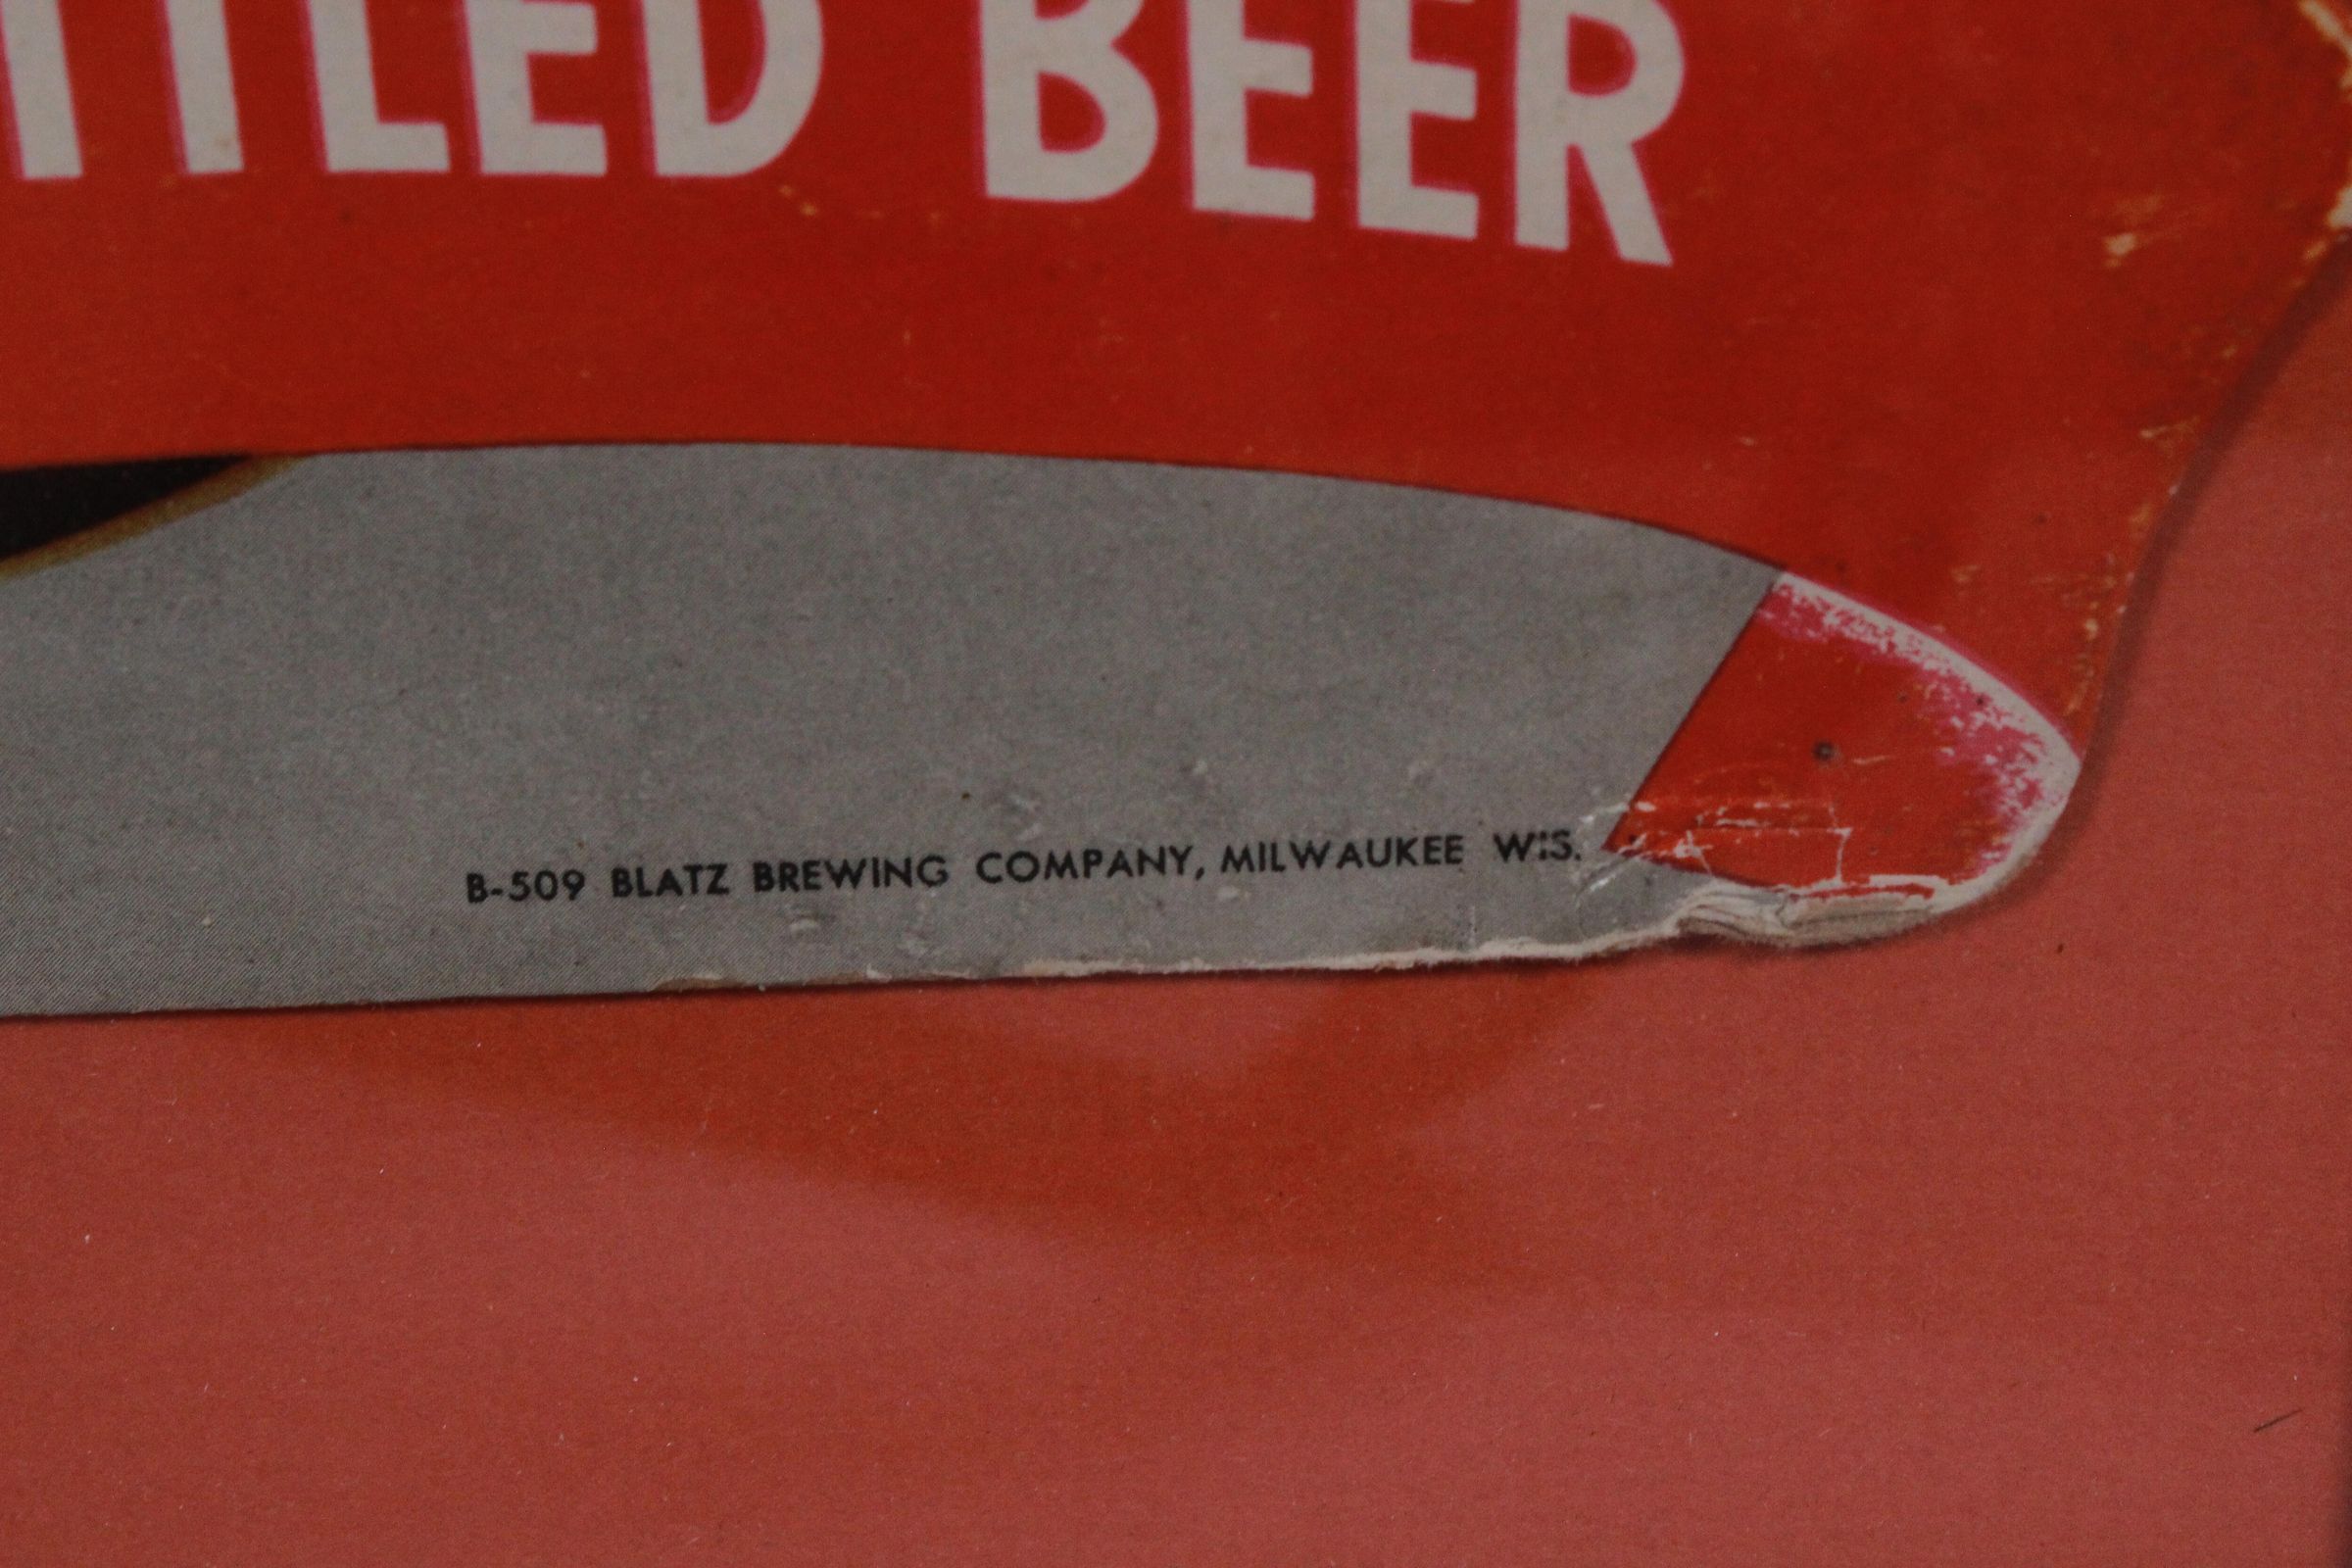 TTLED BEER
B-509 BLATZ BREWING COMPANY, MILWAUKEE WIS.